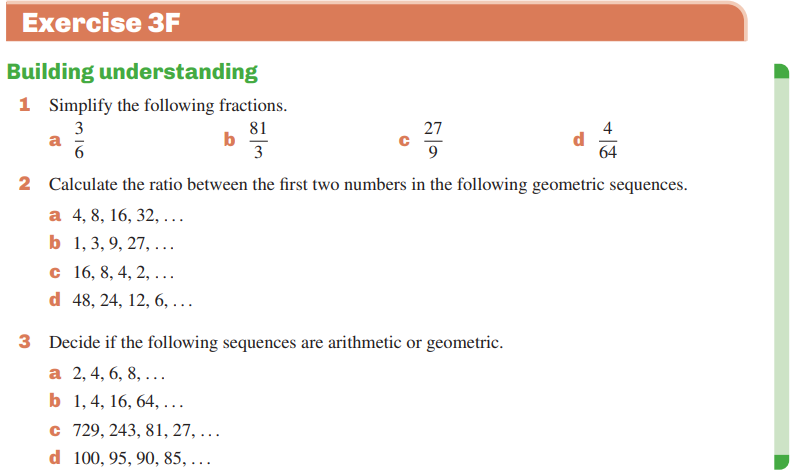 Exercise 3F
Building understanding
1 Simplify the following fractions.
a 3/6 b 81/3 c 27/9 d 4/64
2 Calculate the ratio between the first two numbers in the following geometric sequences.
a 4, 8, 16, 32, . . .
b 1, 3, 9, 27, . . .
c 16, 8, 4, 2, . . .
d 48, 24, 12, 6, . . .
3 Decide if the following sequences are arithmetic or geometric.
a 2, 4, 6, 8, . . .
b 1, 4, 16, 64, . . .
c 729, 243, 81, 27, . . .
d 100, 95, 90, 85, . . .